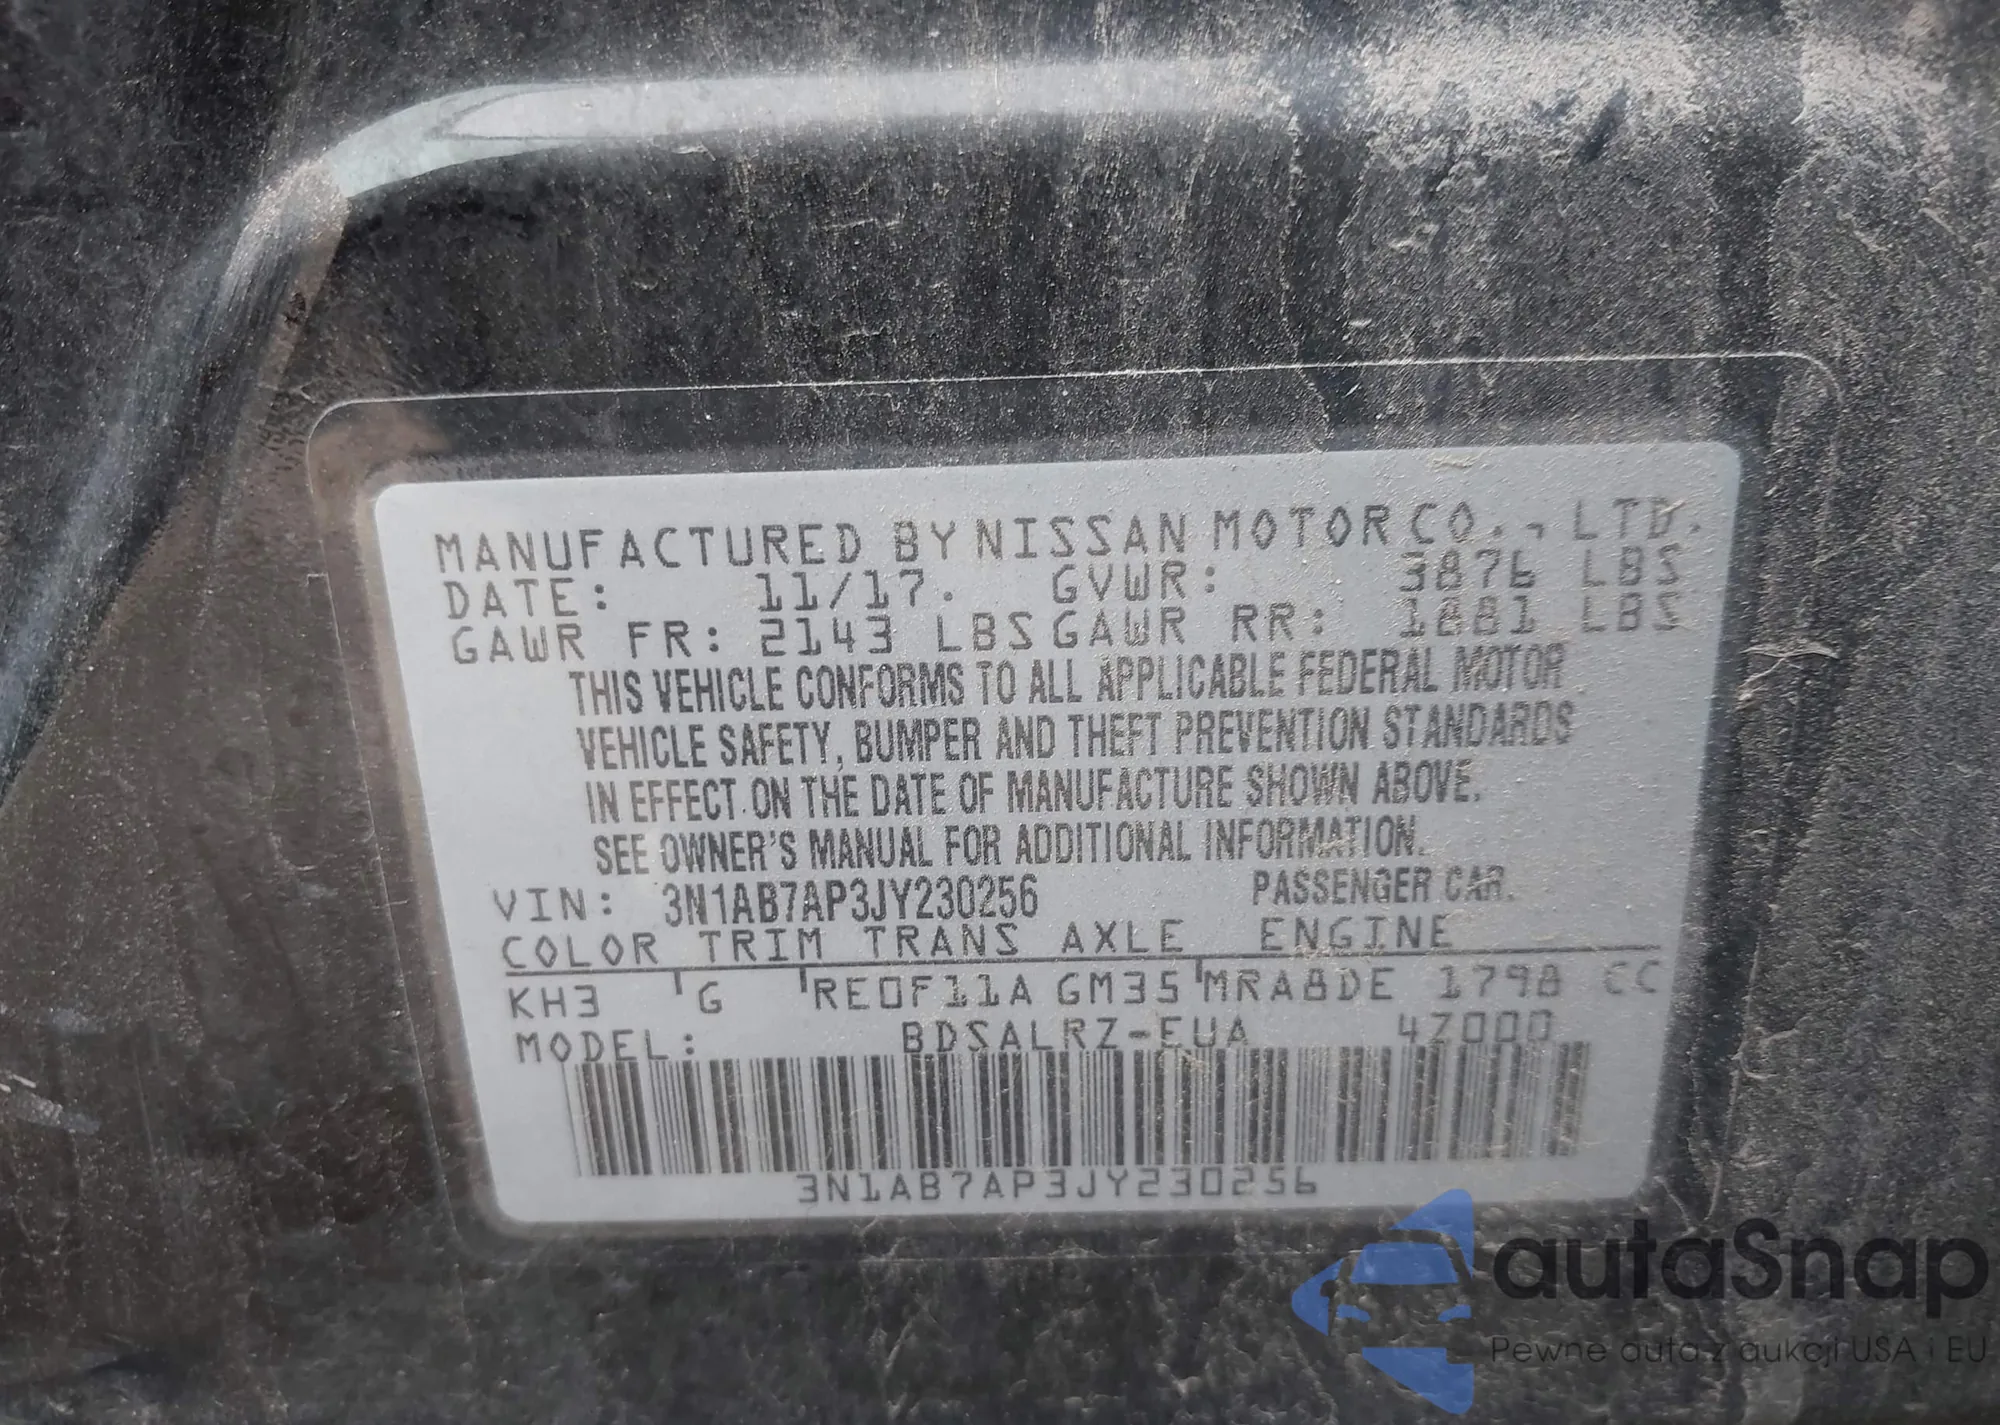 MANUFACTURED BY NISSAN MOTOR CO., LTD.
DATE: 11/17. GVWR: 3876 LBS
GAWR FR: 2143 LBS GAWR RR: 1881 LBS
THIS VEHICLE CONFORMS TO ALL APPLICABLE FEDERAL MOTOR
VEHICLE SAFETY, BUMPER AND THEFT PREVENTION STANDARDS
IN EFFECT ON THE DATE OF MANUFACTURE SHOWN ABOVE.
SEE OWNER'S MANUAL FOR ADDITIONAL INFORMATION.
VIN: 3N1AB7AP3JY230256 PASSENGER CAR.
COLOR TRIM TRANS AXLE ENGINE
KH3 G RE0F11A GM35 MRA8DE 1798 CC
MODEL: BDSALRZ-EUA 4Z000
3N1AB7AP3JY230256
autaSnap
Pewne auta z aukcji USA i EU